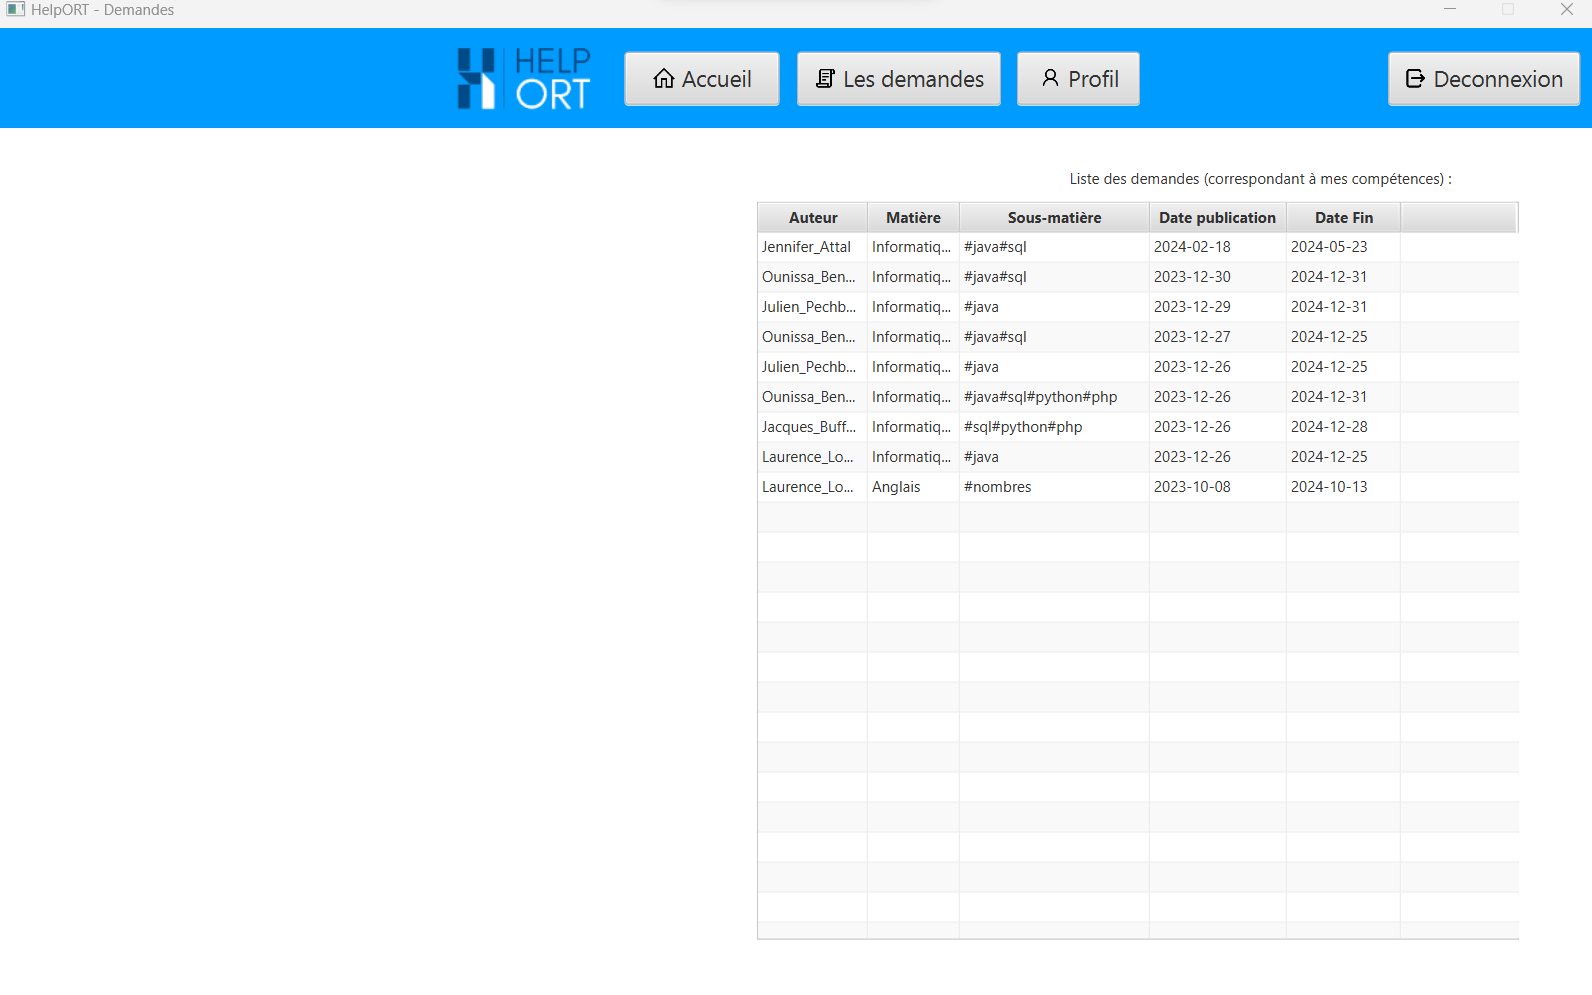 HelpORT - Demandes
HELP
ORT
Accueil
Les demandes
Profil
Deconnexion
Liste des demandes (correspondant à mes compétences) :
Auteur Matière Sous-matière Date publication Date Fin
Jennifer_Attal Informatiq... #java#sql 2024-02-18 2024-05-23
Ounissa_Ben... Informatiq... #java#sql 2023-12-30 2024-12-31
Julien_Pechb... Informatiq... #java 2023-12-29 2024-12-31
Ounissa_Ben... Informatiq... #java#sql 2023-12-27 2024-12-25
Julien_Pechb... Informatiq... #java 2023-12-26 2024-12-25
Ounissa_Ben... Informatiq... #java#sql#python#php 2023-12-26 2024-12-31
Jacques_Buff... Informatiq... #sql#python#php 2023-12-26 2024-12-28
Laurence_Lo... Informatiq... #java 2023-12-26 2024-12-25
Laurence_Lo... Anglais #nombres 2023-10-08 2024-10-13